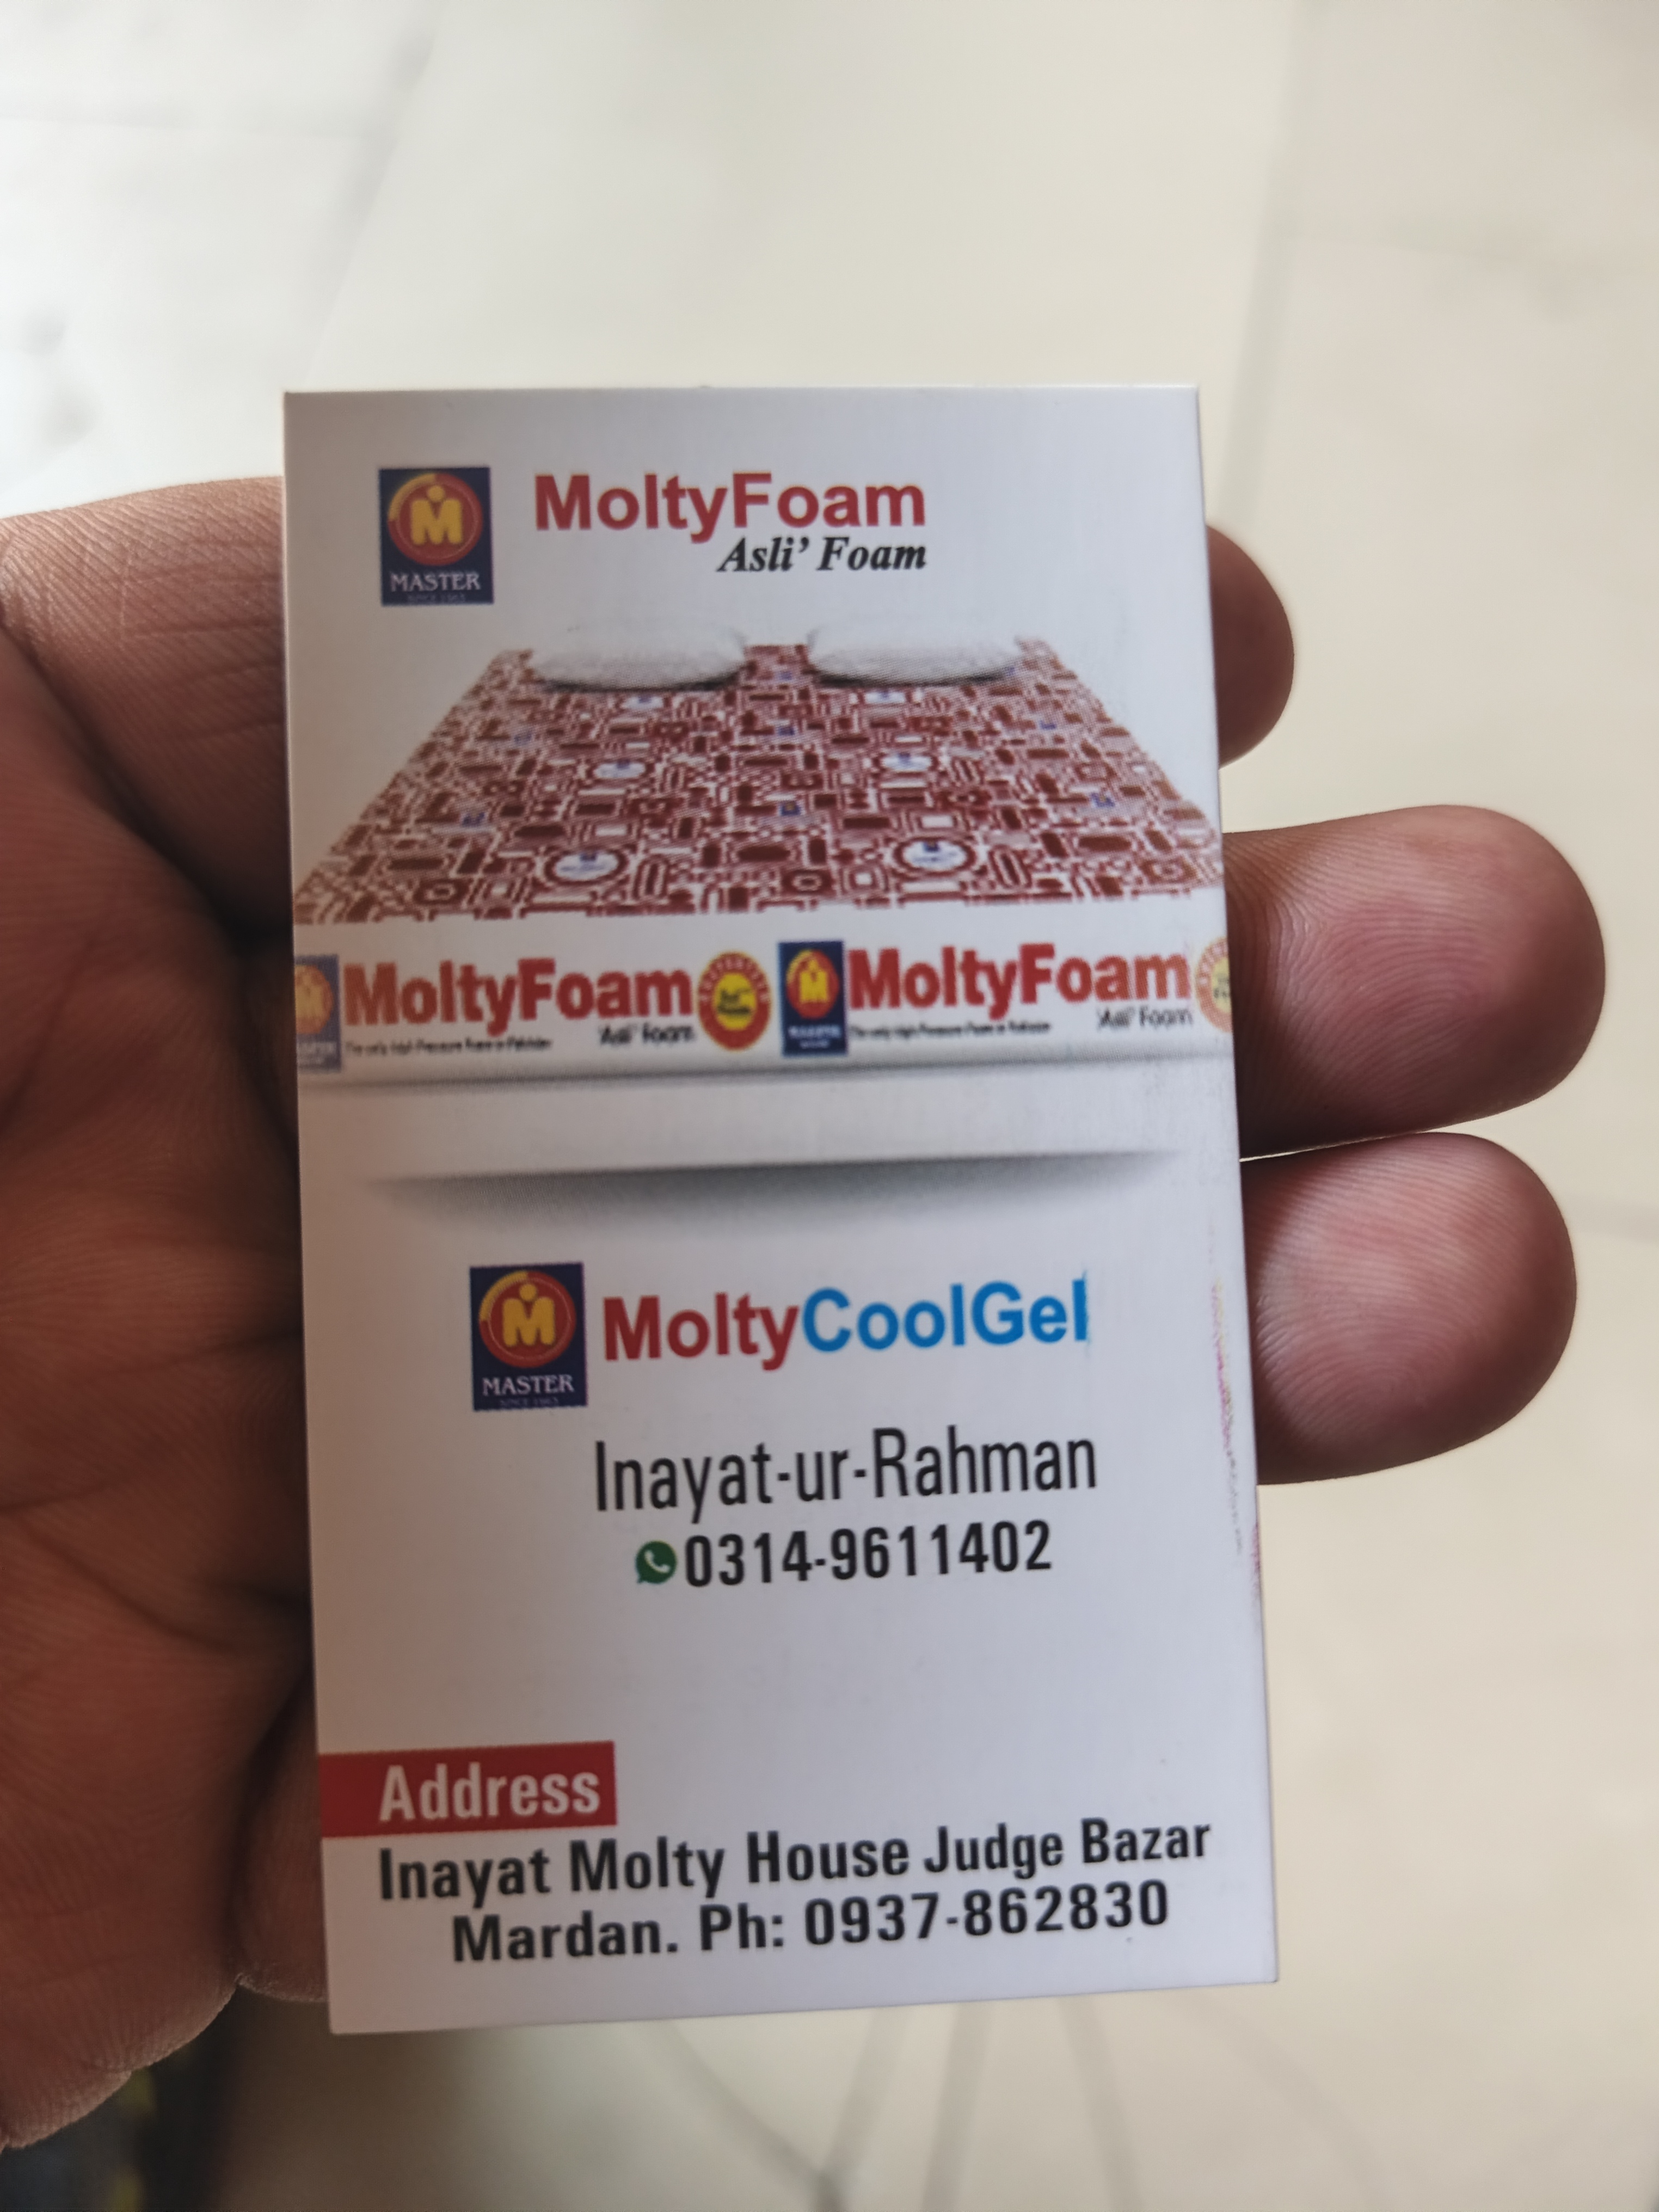 MoltyFoam
Asli' Foam
MASTER
MoltyFoam
Asli' Foam
MoltyFoam
Asli' Foam
MoltyCoolGel
MASTER
Inayat-ur-Rahman
0314-9611402
Address
Inayat Molty House Judge Bazar
Mardan. Ph: 0937-862830